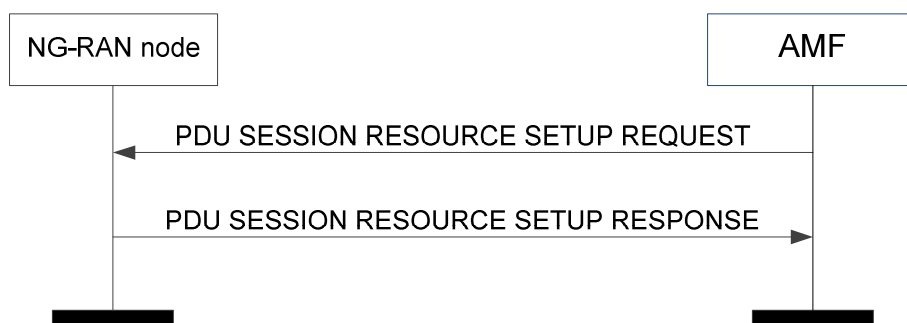 NG-RAN node
AMF
PDU SESSION RESOURCE SETUP REQUEST
PDU SESSION RESOURCE SETUP RESPONSE